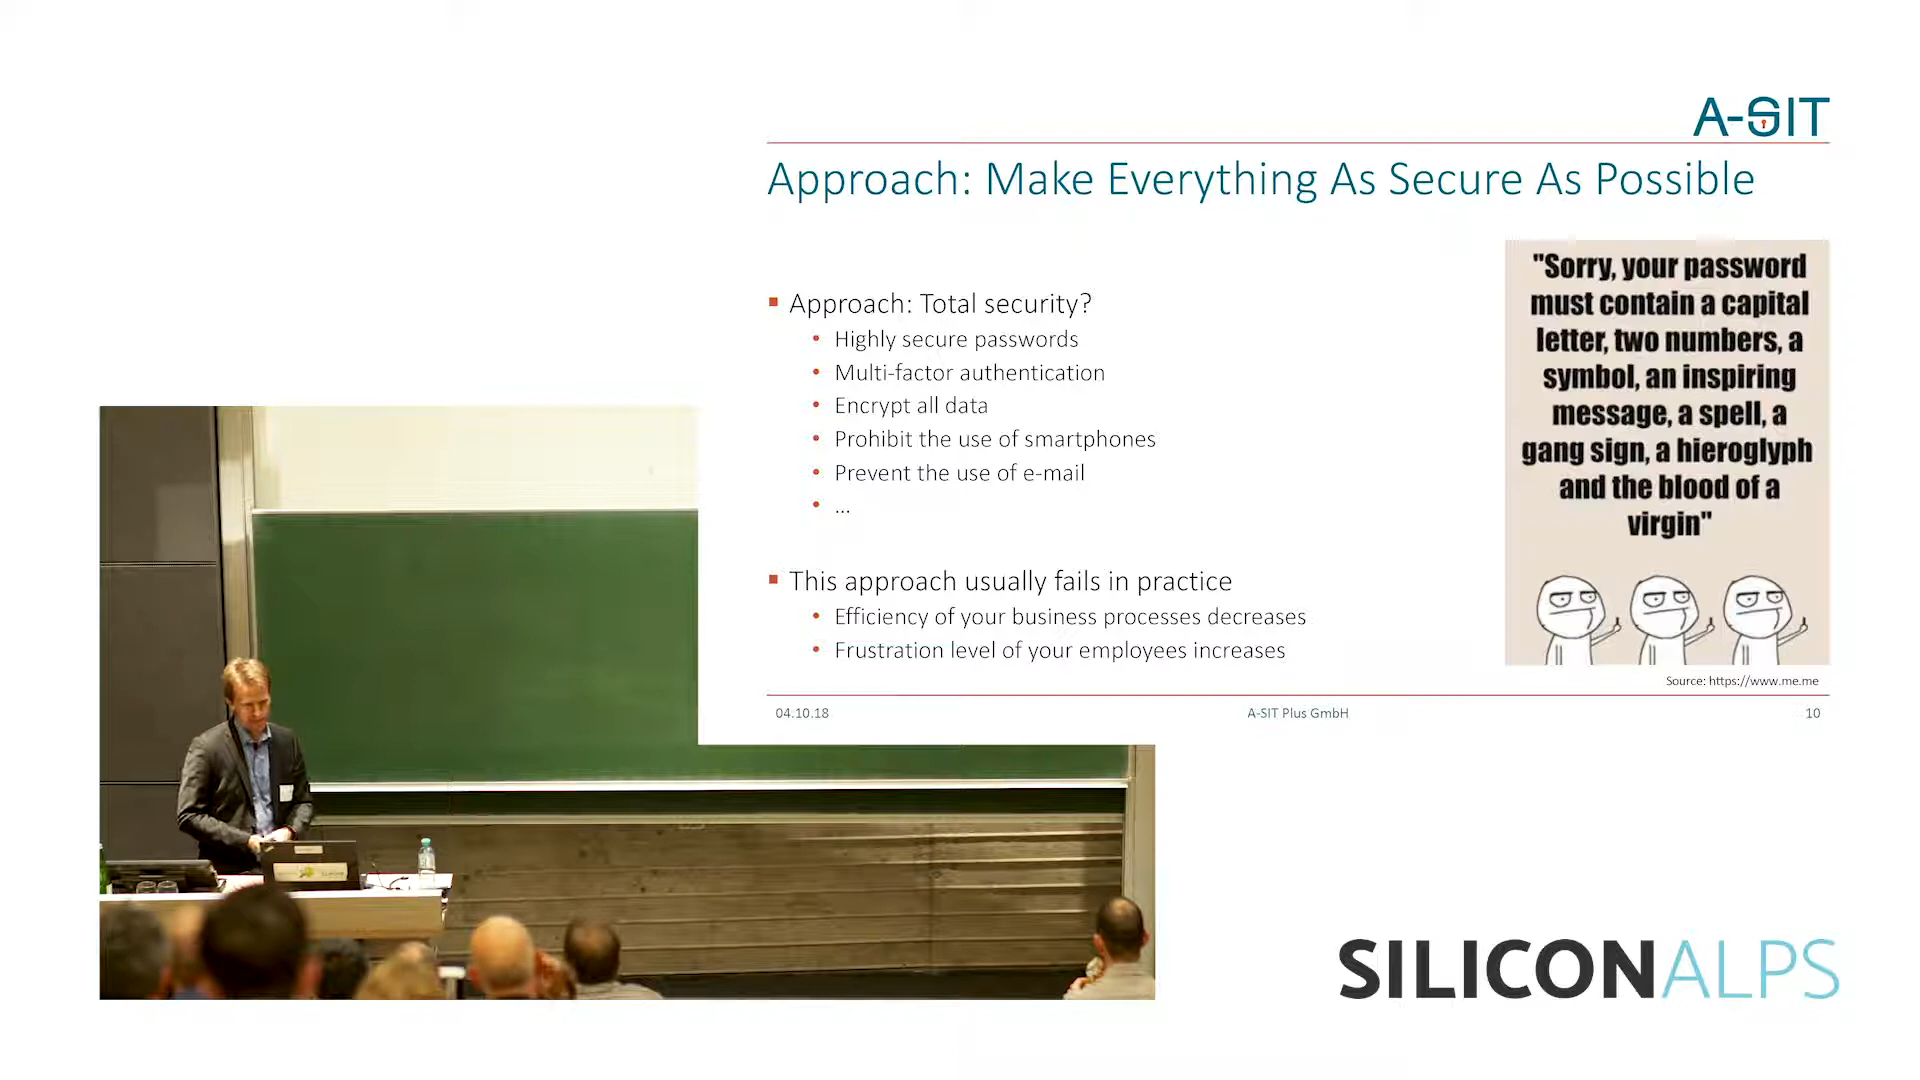 A-SIT
Approach: Make Everything As Secure As Possible
▪ Approach: Total security?
• Highly secure passwords
• Multi-factor authentication
• Encrypt all data
• Prohibit the use of smartphones
• Prevent the use of e-mail
• ...
▪ This approach usually fails in practice
• Efficiency of your business processes decreases
• Frustration level of your employees increases
"Sorry, your password
must contain a capital
letter, two numbers, a
symbol, an inspiring
message, a spell, a
gang sign, a hieroglyph
and the blood of a
virgin"
Source: https://www.me.me
04.10.18
A-SIT Plus GmbH
10
SILICONALPS